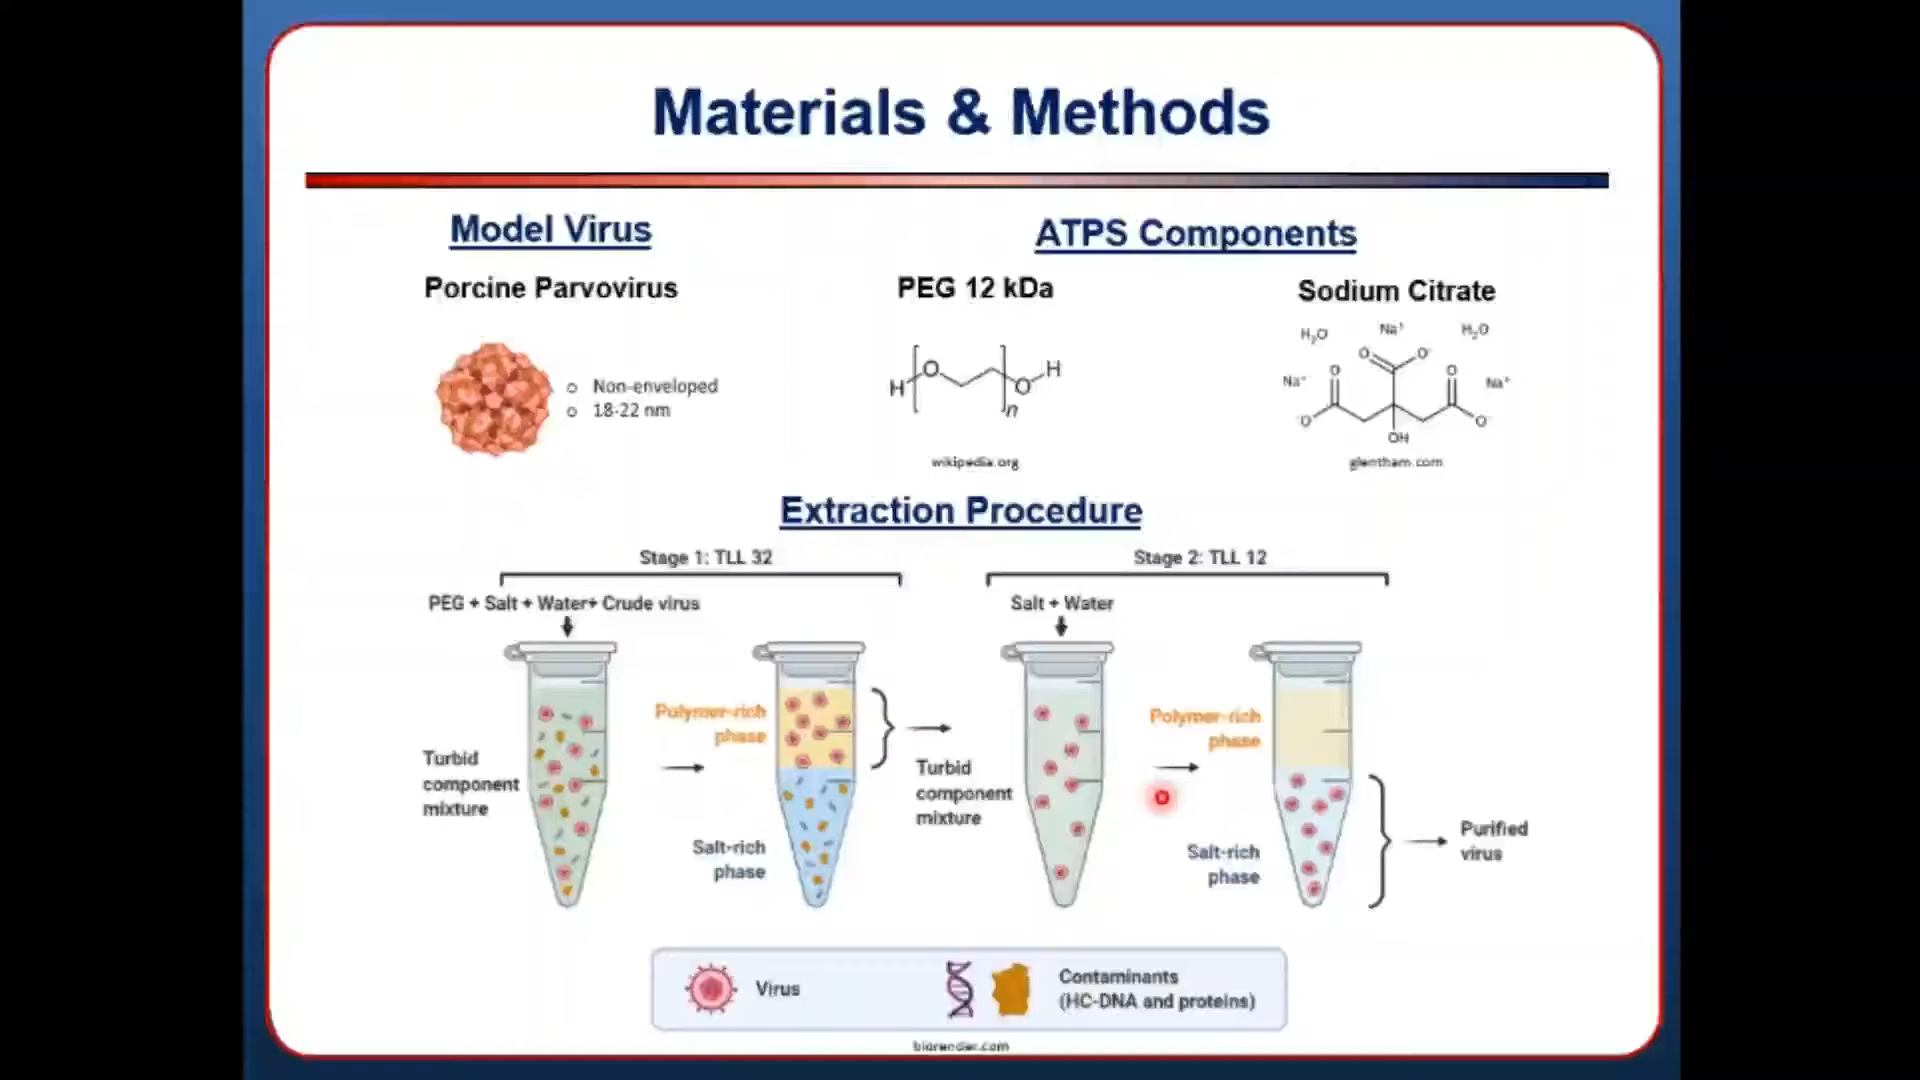 Materials & Methods
Model Virus
Porcine Parvovirus
o Non-enveloped
o 18-22 nm
ATPS Components
PEG 12 kDa
H
O
O
H
n
wikipedia.org
Sodium Citrate
H₂O
Na⁺
H₂O
O
O⁻
Na⁺
O
O
Na⁺
⁻O
O⁻
OH
glentham.com
Extraction Procedure
Stage 1: TLL 32
PEG + Salt + Water+ Crude virus
Turbid
component
mixture
Polymer-rich
phase
Salt-rich
phase
Stage 2: TLL 12
Salt + Water
Turbid
component
mixture
Polymer-rich
phase
Salt-rich
phase
Purified
virus
Virus
Contaminants
(HC-DNA and proteins)
biorender.com